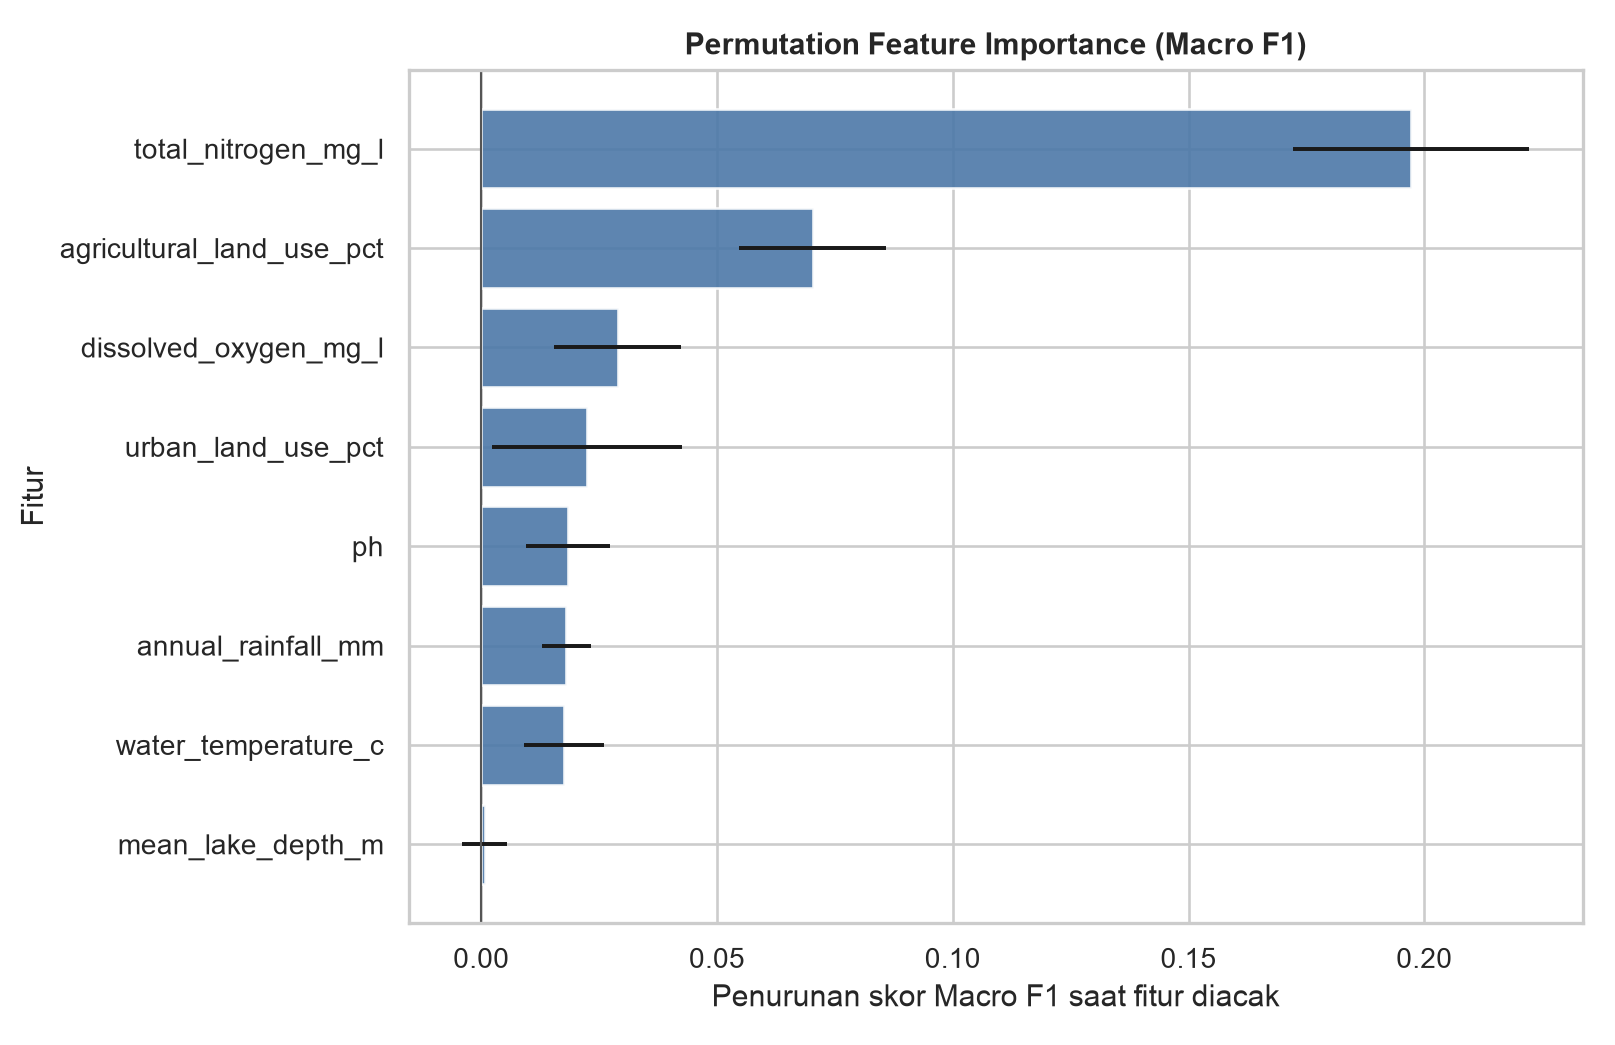 Permutation Feature Importance (Macro F1)
total_nitrogen_mg_l
agricultural_land_use_pct
dissolved_oxygen_mg_l
urban_land_use_pct
ph
annual_rainfall_mm
water_temperature_c
mean_lake_depth_m
Fitur
0.00 0.05 0.10 0.15 0.20
Penurunan skor Macro F1 saat fitur diacak